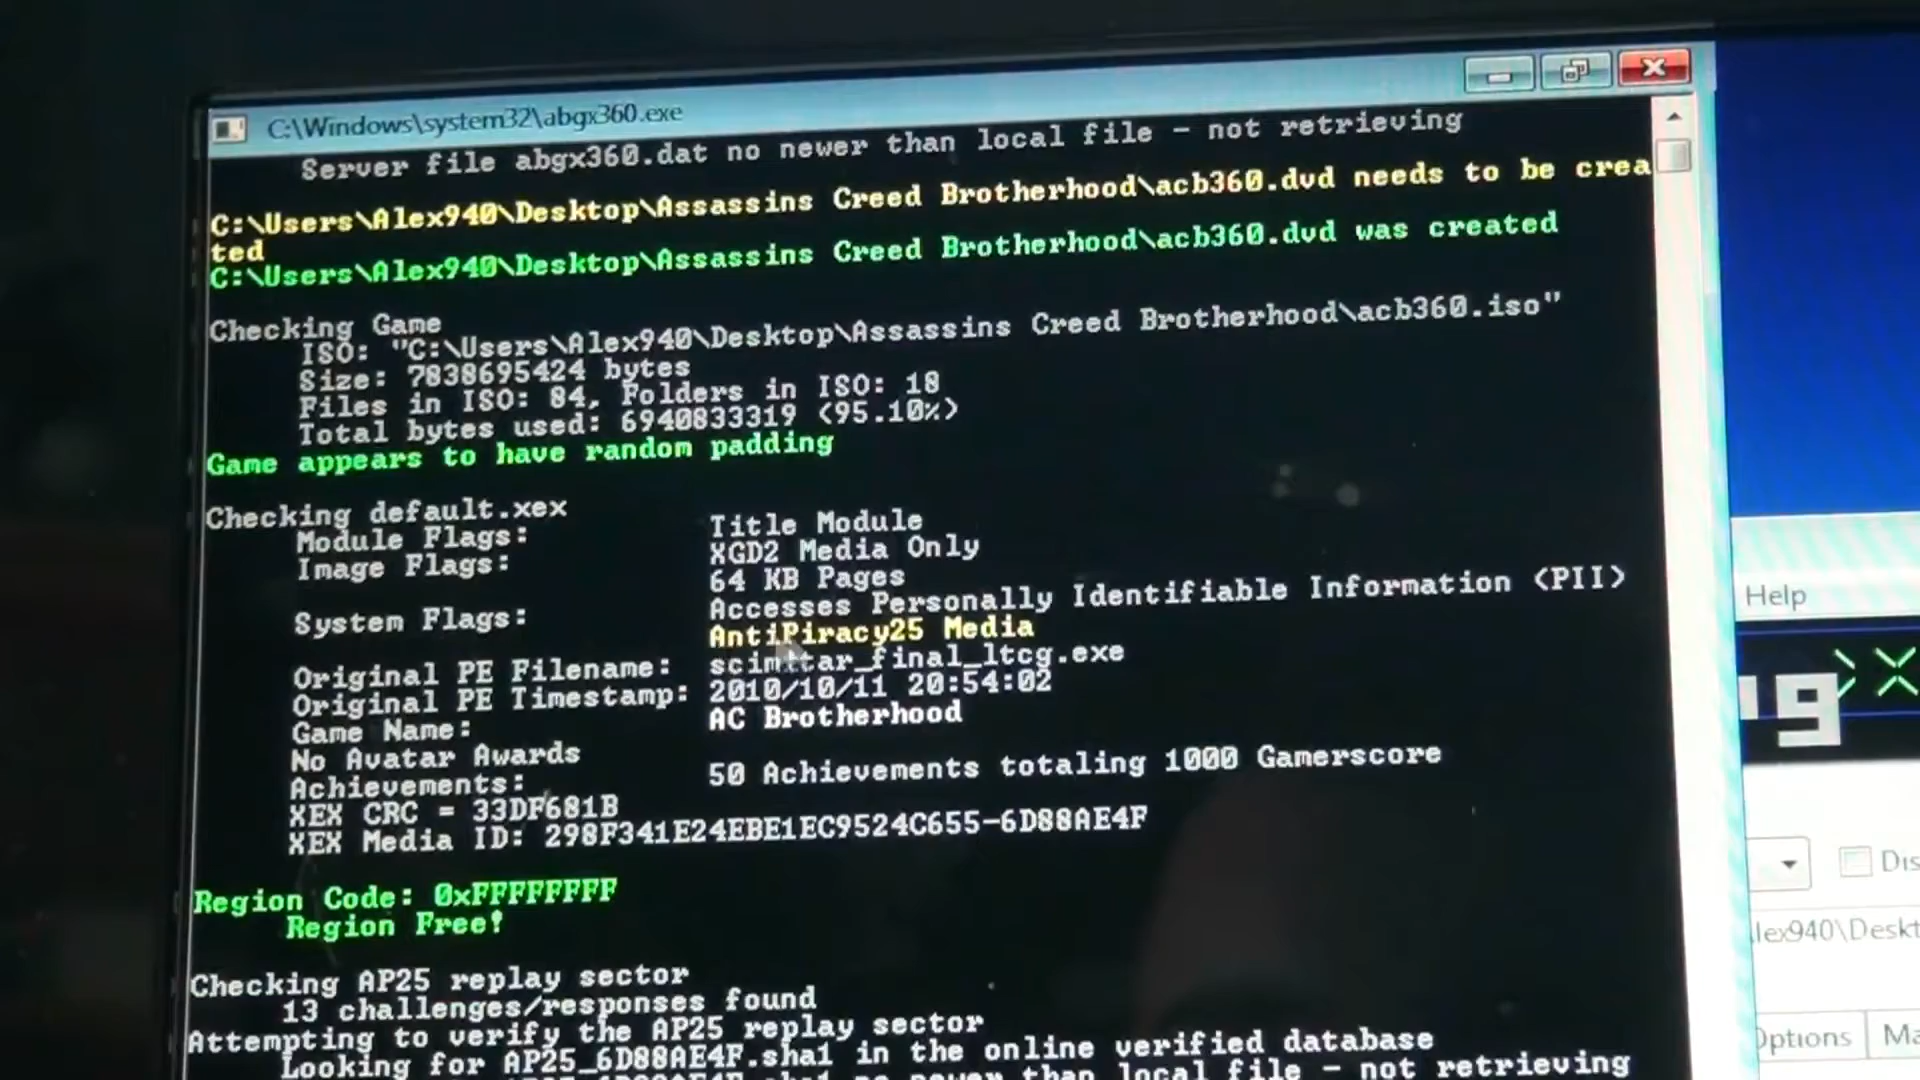 C:\Windows\system32\abgx360.exe
Server file abgx360.dat no newer than local file - not retrieving
C:\Users\Alex940\Desktop\Assassins Creed Brotherhood\acb360.dvd needs to be crea
ted
C:\Users\Alex940\Desktop\Assassins Creed Brotherhood\acb360.dvd was created
Checking Game
ISO: "C:\Users\Alex940\Desktop\Assassins Creed Brotherhood\acb360.iso"
Size: 7838695424 bytes
Files in ISO: 84, Folders in ISO: 18
Total bytes used: 6940833319 (95.10%)
Game appears to have random padding
Checking default.xex
Module Flags: Title Module
Image Flags: XGD2 Media Only
64 KB Pages
System Flags: Accesses Personally Identifiable Information (PII)
AntiPiracy25 Media
Original PE Filename: scimitar_final_ltcg.exe
Original PE Timestamp: 2010/10/11 20:54:02
Game Name: AC Brotherhood
No Avatar Awards
Achievements: 50 Achievements totaling 1000 Gamerscore
XEX CRC = 33DF681B
XEX Media ID: 298F341E24EBE1EC9524C655-6D88AE4F
Region Code: 0xFFFFFFFF
Region Free!
Checking AP25 replay sector
13 challenges/responses found
Attempting to verify the AP25 replay sector
Looking for AP25_6D88AE4F.sha1 in the online verified database
than local file - not retrieving
Help
Dis
lex940\Deskt
Options
Ma